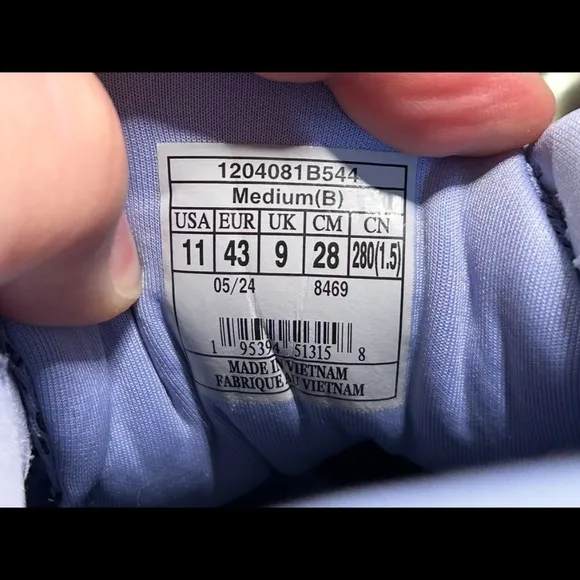 1204081B544
Medium(B)
USA EUR UK CM CN
11 43 9 28 280(1.5)
05/24 8469
1 95394 51315 8
MADE IN VIETNAM
FABRIQUE AU VIETNAM